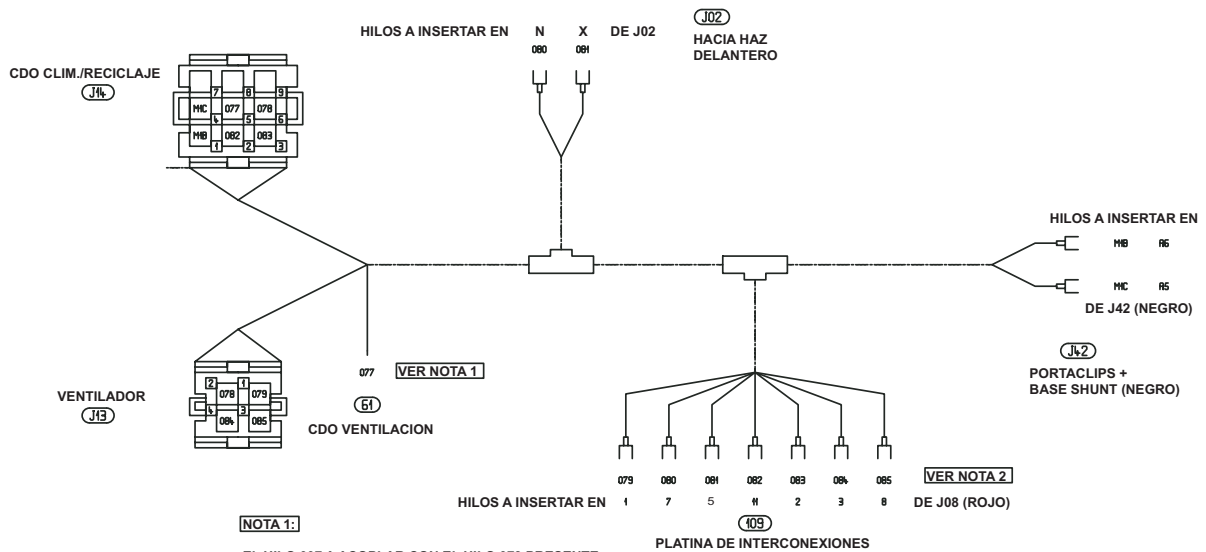 HILOS A INSERTAR EN N X DE J02
080 081
J02
HACIA HAZ
DELANTERO
CDO CLIM./RECICLAJE
J14
7 8 9
M1C 077 078
4 5 6
M1B 082 083
1 2 3
HILOS A INSERTAR EN
M1B A6
M1C A5
DE J42 (NEGRO)
J42
PORTACLIPS +
BASE SHUNT (NEGRO)
VENTILADOR
J13
2 1
078 079
4 3
084 085
077 VER NOTA 1
61
CDO VENTILACION
079 080 081 082 083 084 085 VER NOTA 2
HILOS A INSERTAR EN 1 7 5 11 2 3 8 DE J08 (ROJO)
109
PLATINA DE INTERCONEXIONES
NOTA 1: